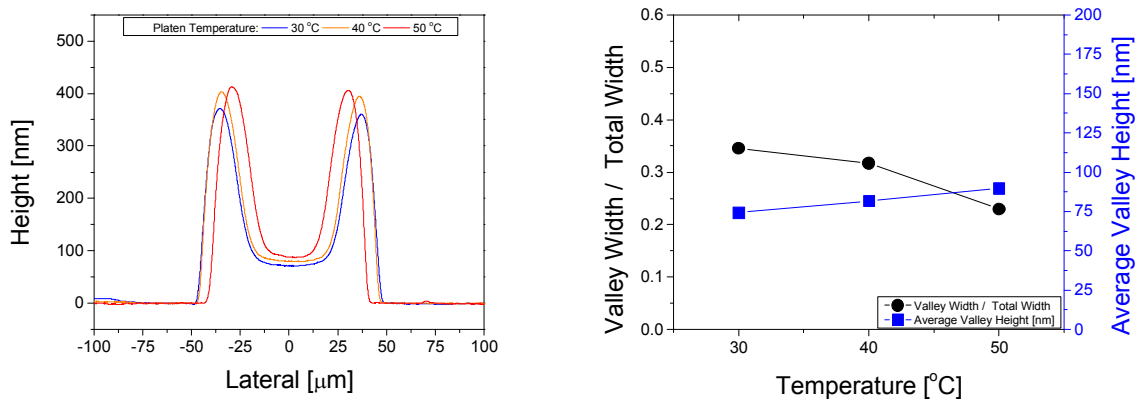 Platen Temperature: 30 °C 40 °C 50 °C
Height [nm]
500
400
300
200
100
0
-100 -75 -50 -25 0 25 50 75 100
Lateral [μm]
Valley Width / Total Width
0.6
0.5
0.4
0.3
0.2
0.1
0.0
30 40 50
Temperature [°C]
Valley Width / Total Width
Average Valley Height [nm]
200
175
150
125
100
75
50
25
0
Average Valley Height [nm]